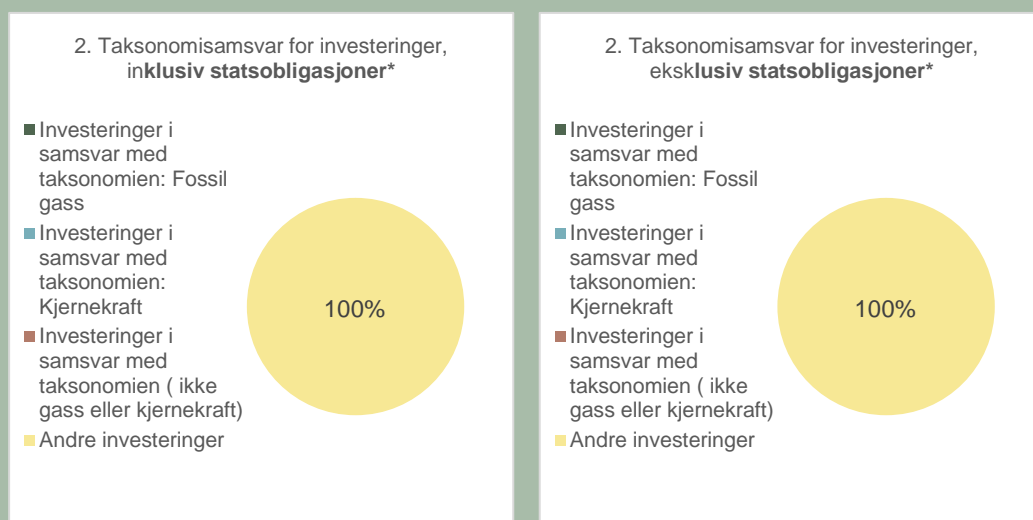 2. Taksonomisamsvar for investeringer,
inklusiv statsobligasjoner*
Investeringer i
samsvar med
taksonomien: Fossil
gass
Investeringer i
samsvar med
taksonomien:
Kjernekraft
Investeringer i
samsvar med
taksonomien ( ikke
gass eller kjernekraft)
Andre investeringer
100%
2. Taksonomisamsvar for investeringer,
eksklusiv statsobligasjoner*
Investeringer i
samsvar med
taksonomien: Fossil
gass
Investeringer i
samsvar med
taksonomien:
Kjernekraft
Investeringer i
samsvar med
taksonomien ( ikke
gass eller kjernekraft)
Andre investeringer
100%